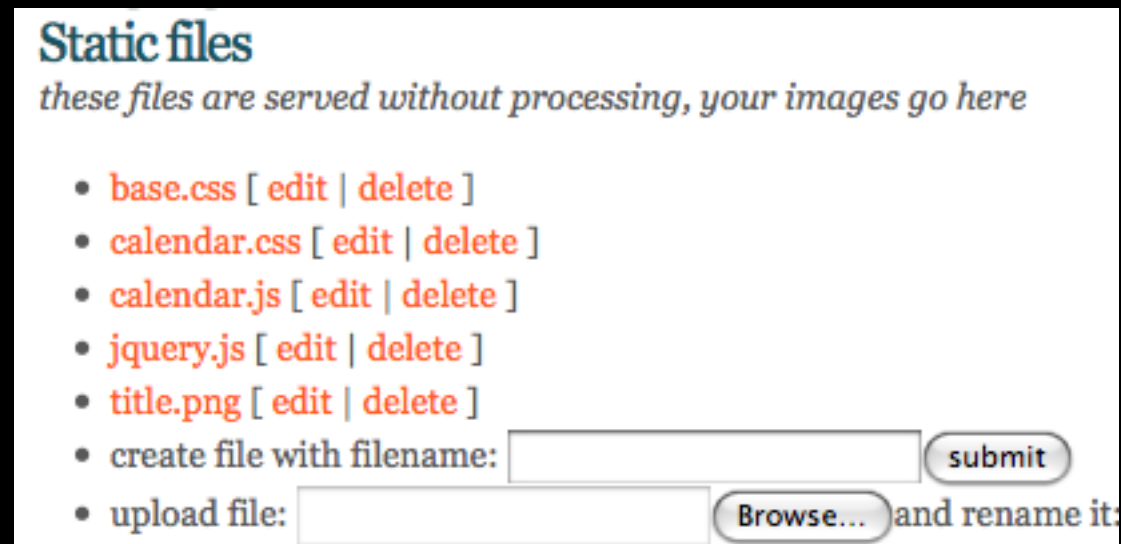 Static files
these files are served without processing, your images go here
• base.css [ edit | delete ]
• calendar.css [ edit | delete ]
• calendar.js [ edit | delete ]
• jquery.js [ edit | delete ]
• title.png [ edit | delete ]
• create file with filename: submit
• upload file: Browse... and rename it: